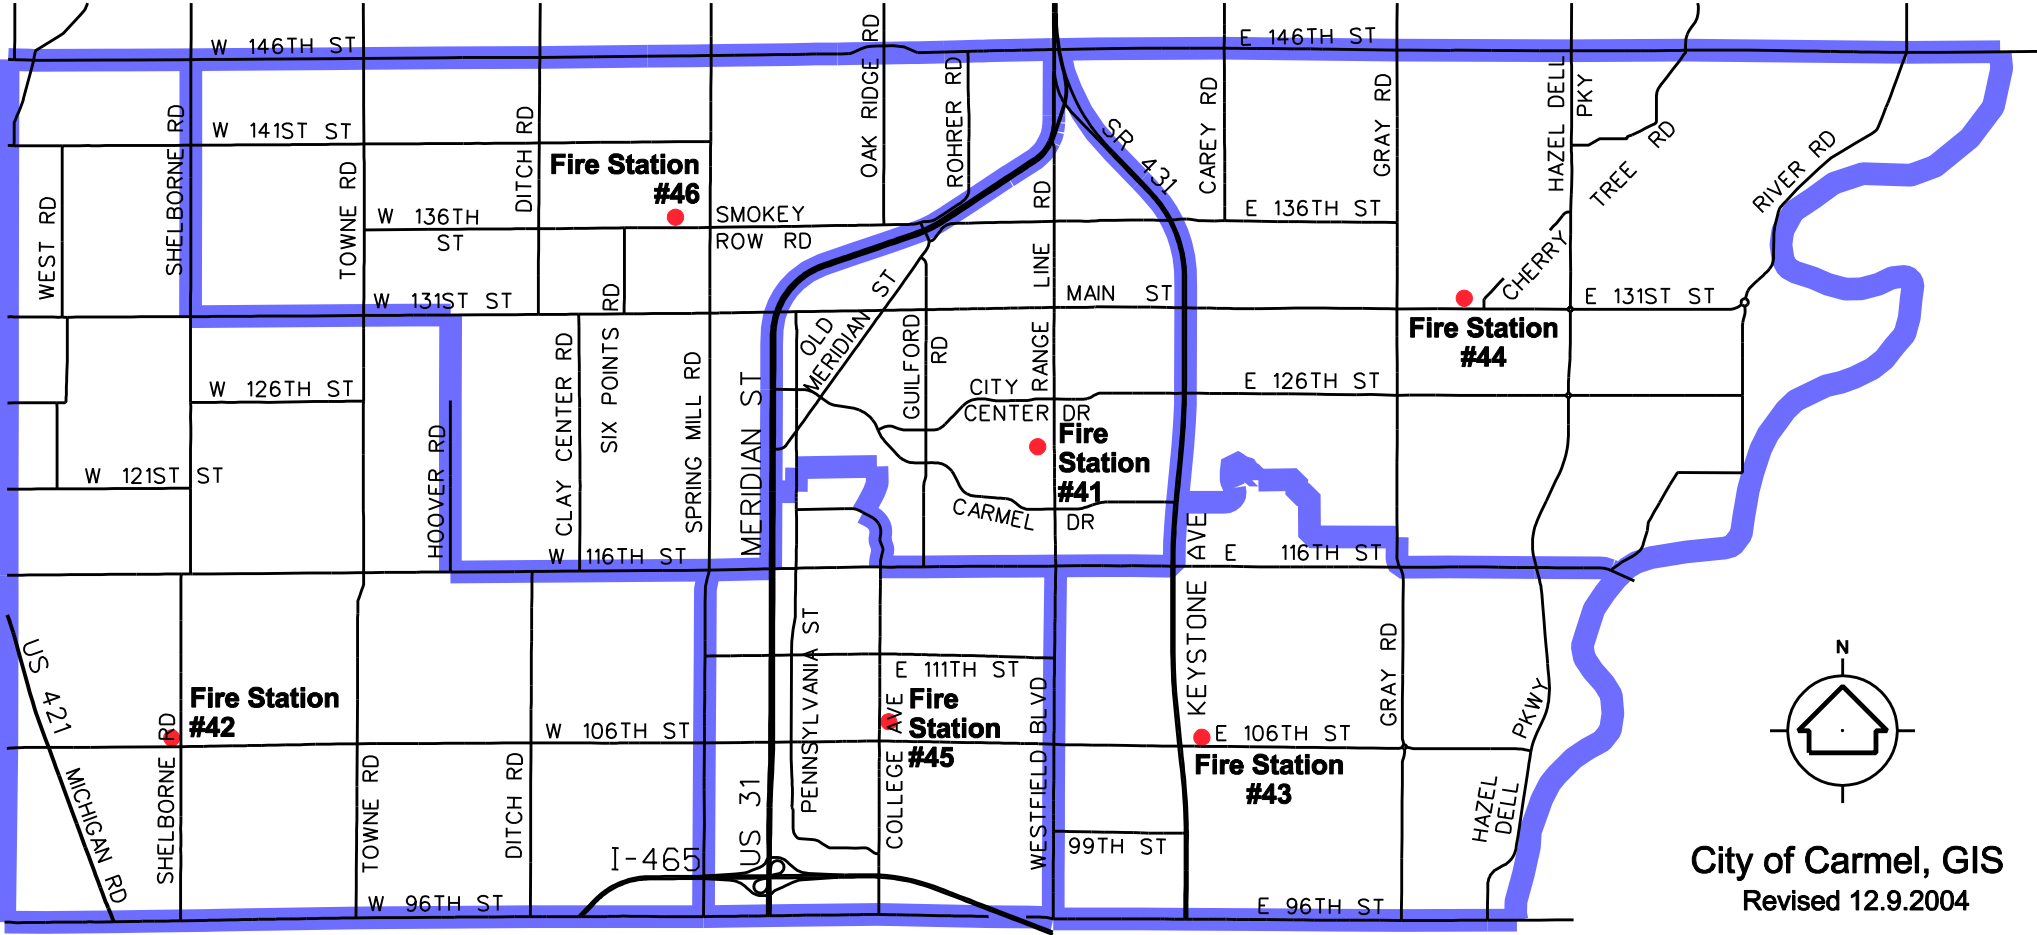 W 146TH ST
E 146TH ST
W 141ST ST
SHELBORNE RD
TOWNE RD
DITCH RD
OAK RIDGE RD
ROHRER RD
SR 431
CAREY RD
GRAY RD
HAZEL DELL
PKY
CHERRY TREE RD
RIVER RD
WEST RD
Fire Station
#46
W 136TH
ST
SMOKEY
ROW RD
E 136TH ST
W 131ST ST
MAIN ST
E 131ST ST
Fire Station
#44
OLD
MERIDIAN ST
GUILFORD
RD
RANGE LINE RD
W 126TH ST
CITY
CENTER DR
E 126TH ST
CLAY CENTER RD
SIX POINTS RD
SPRING MILL RD
MERIDIAN ST
HOOVER RD
W 121ST ST
Fire
Station
#41
CARMEL DR
W 116TH ST
E 116TH ST
KEYSTONE AVE
US 421
PENNSYLVANIA ST
E 111TH ST
GRAY RD
N
Fire Station
#42
Fire
Station
#45
W 106TH ST
E 106TH ST
Fire Station
#43
WESTFIELD BLVD
COLLEGE AVE
HAZEL
DELL
PKWY
MICHIGAN RD
SHELBORNE RD
TOWNE RD
DITCH RD
US 31
I-465
99TH ST
W 96TH ST
E 96TH ST
City of Carmel, GIS
Revised 12.9.2004